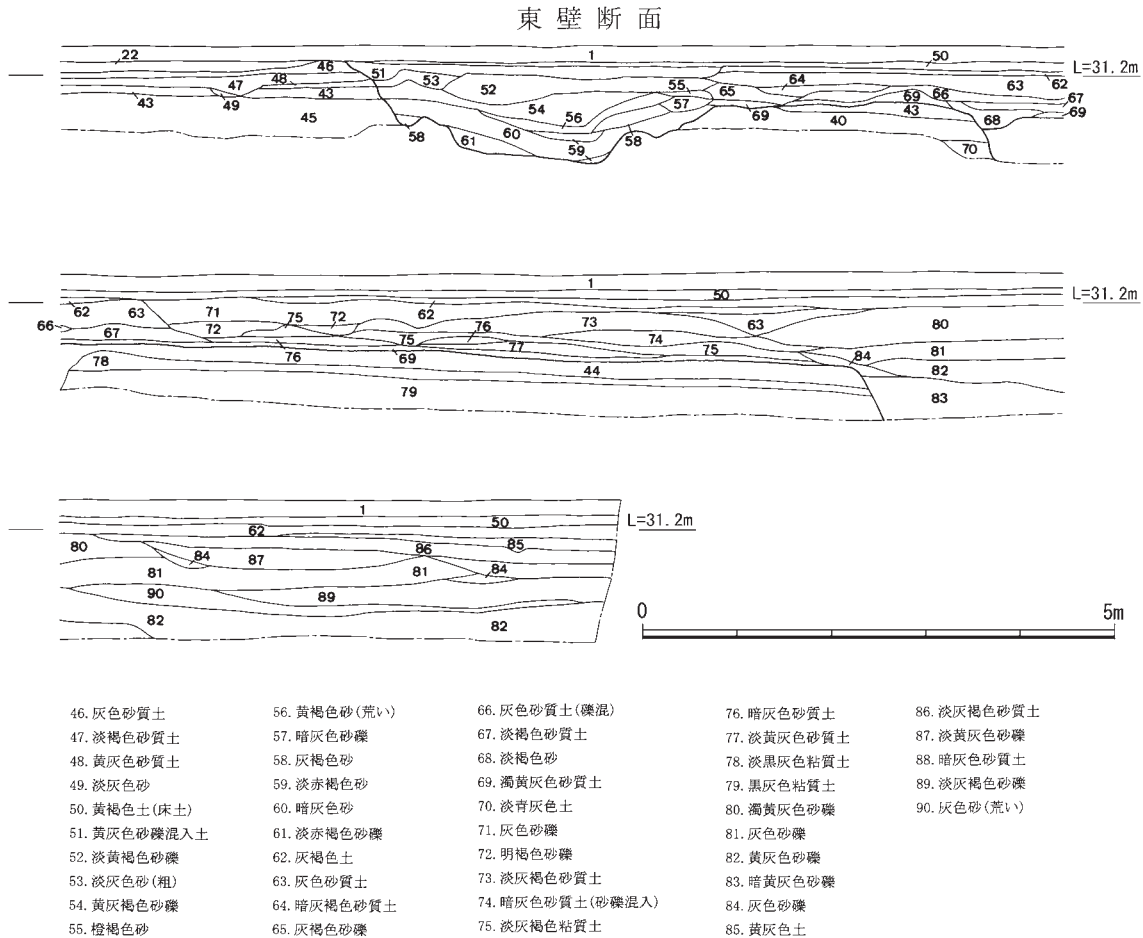 東壁断面
22 1 50
46 L=31.2m
47 48 51 53 52 55 65 64 63 62
43 49 43 54 57 69 66 67
45 56 69 40 43 68 69
58 61 60 59 58 70
1
50 L=31.2m
62 63 71 75 72 62 76 73 63 80
66 67 72 75 77 74 75 84 81
78 76 69 44 82
79 83
1
50 L=31.2m
62 85
80 84 87 86 84
81 81
90 89
82 82
0 5m
46.灰色砂質土
47.淡褐色砂質土
48.黄灰色砂質土
49.淡灰色砂
50.黄褐色土(床土)
51.黄灰色砂礫混入土
52.淡黄褐色砂礫
53.淡灰色砂(粗)
54.黄灰褐色砂礫
55.橙褐色砂
56.黄褐色砂(荒い)
57.暗灰色砂礫
58.灰褐色砂
59.淡赤褐色砂
60.暗灰色砂
61.淡赤褐色砂礫
62.灰褐色土
63.灰色砂質土
64.暗灰褐色砂質土
65.灰褐色砂礫
66.灰色砂質土(礫混)
67.淡褐色砂質土
68.淡褐色砂
69.濁黄灰色砂質土
70.淡青灰色土
71.灰色砂礫
72.明褐色砂礫
73.淡灰褐色砂質土
74.暗灰色砂質土(砂礫混入)
75.淡灰褐色粘質土
76.暗灰色砂質土
77.淡黄灰色砂質土
78.淡黒灰色粘質土
79.黒灰色粘質土
80.濁黄灰色砂礫
81.灰色砂礫
82.黄灰色砂礫
83.暗黄灰色砂礫
84.灰色砂礫
85.黄灰色土
86.淡灰褐色砂質土
87.淡黄灰色砂礫
88.暗灰色砂質土
89.淡灰褐色砂礫
90.灰色砂(荒い)